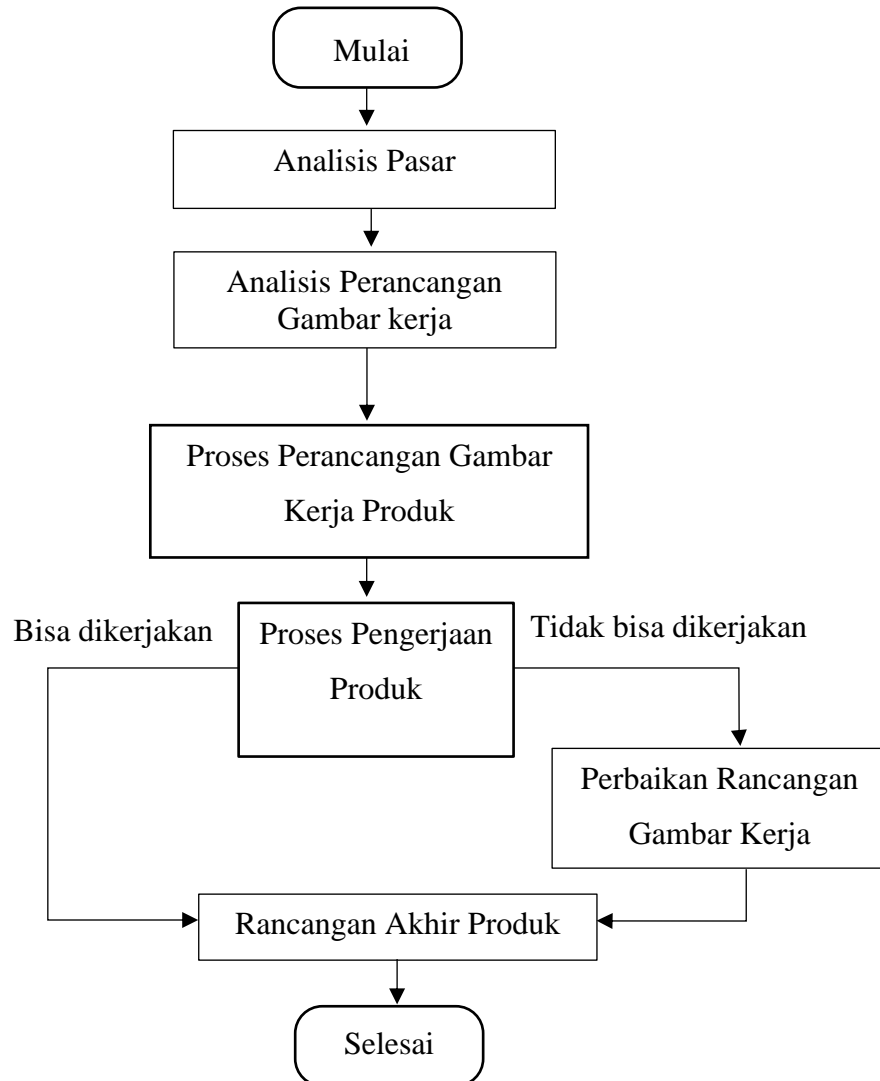 Mulai
Analisis Pasar
Analisis Perancangan
Gambar kerja
Proses Perancangan Gambar
Kerja Produk
Bisa dikerjakan
Proses Pengerjaan
Produk
Tidak bisa dikerjakan
Perbaikan Rancangan
Gambar Kerja
Rancangan Akhir Produk
Selesai